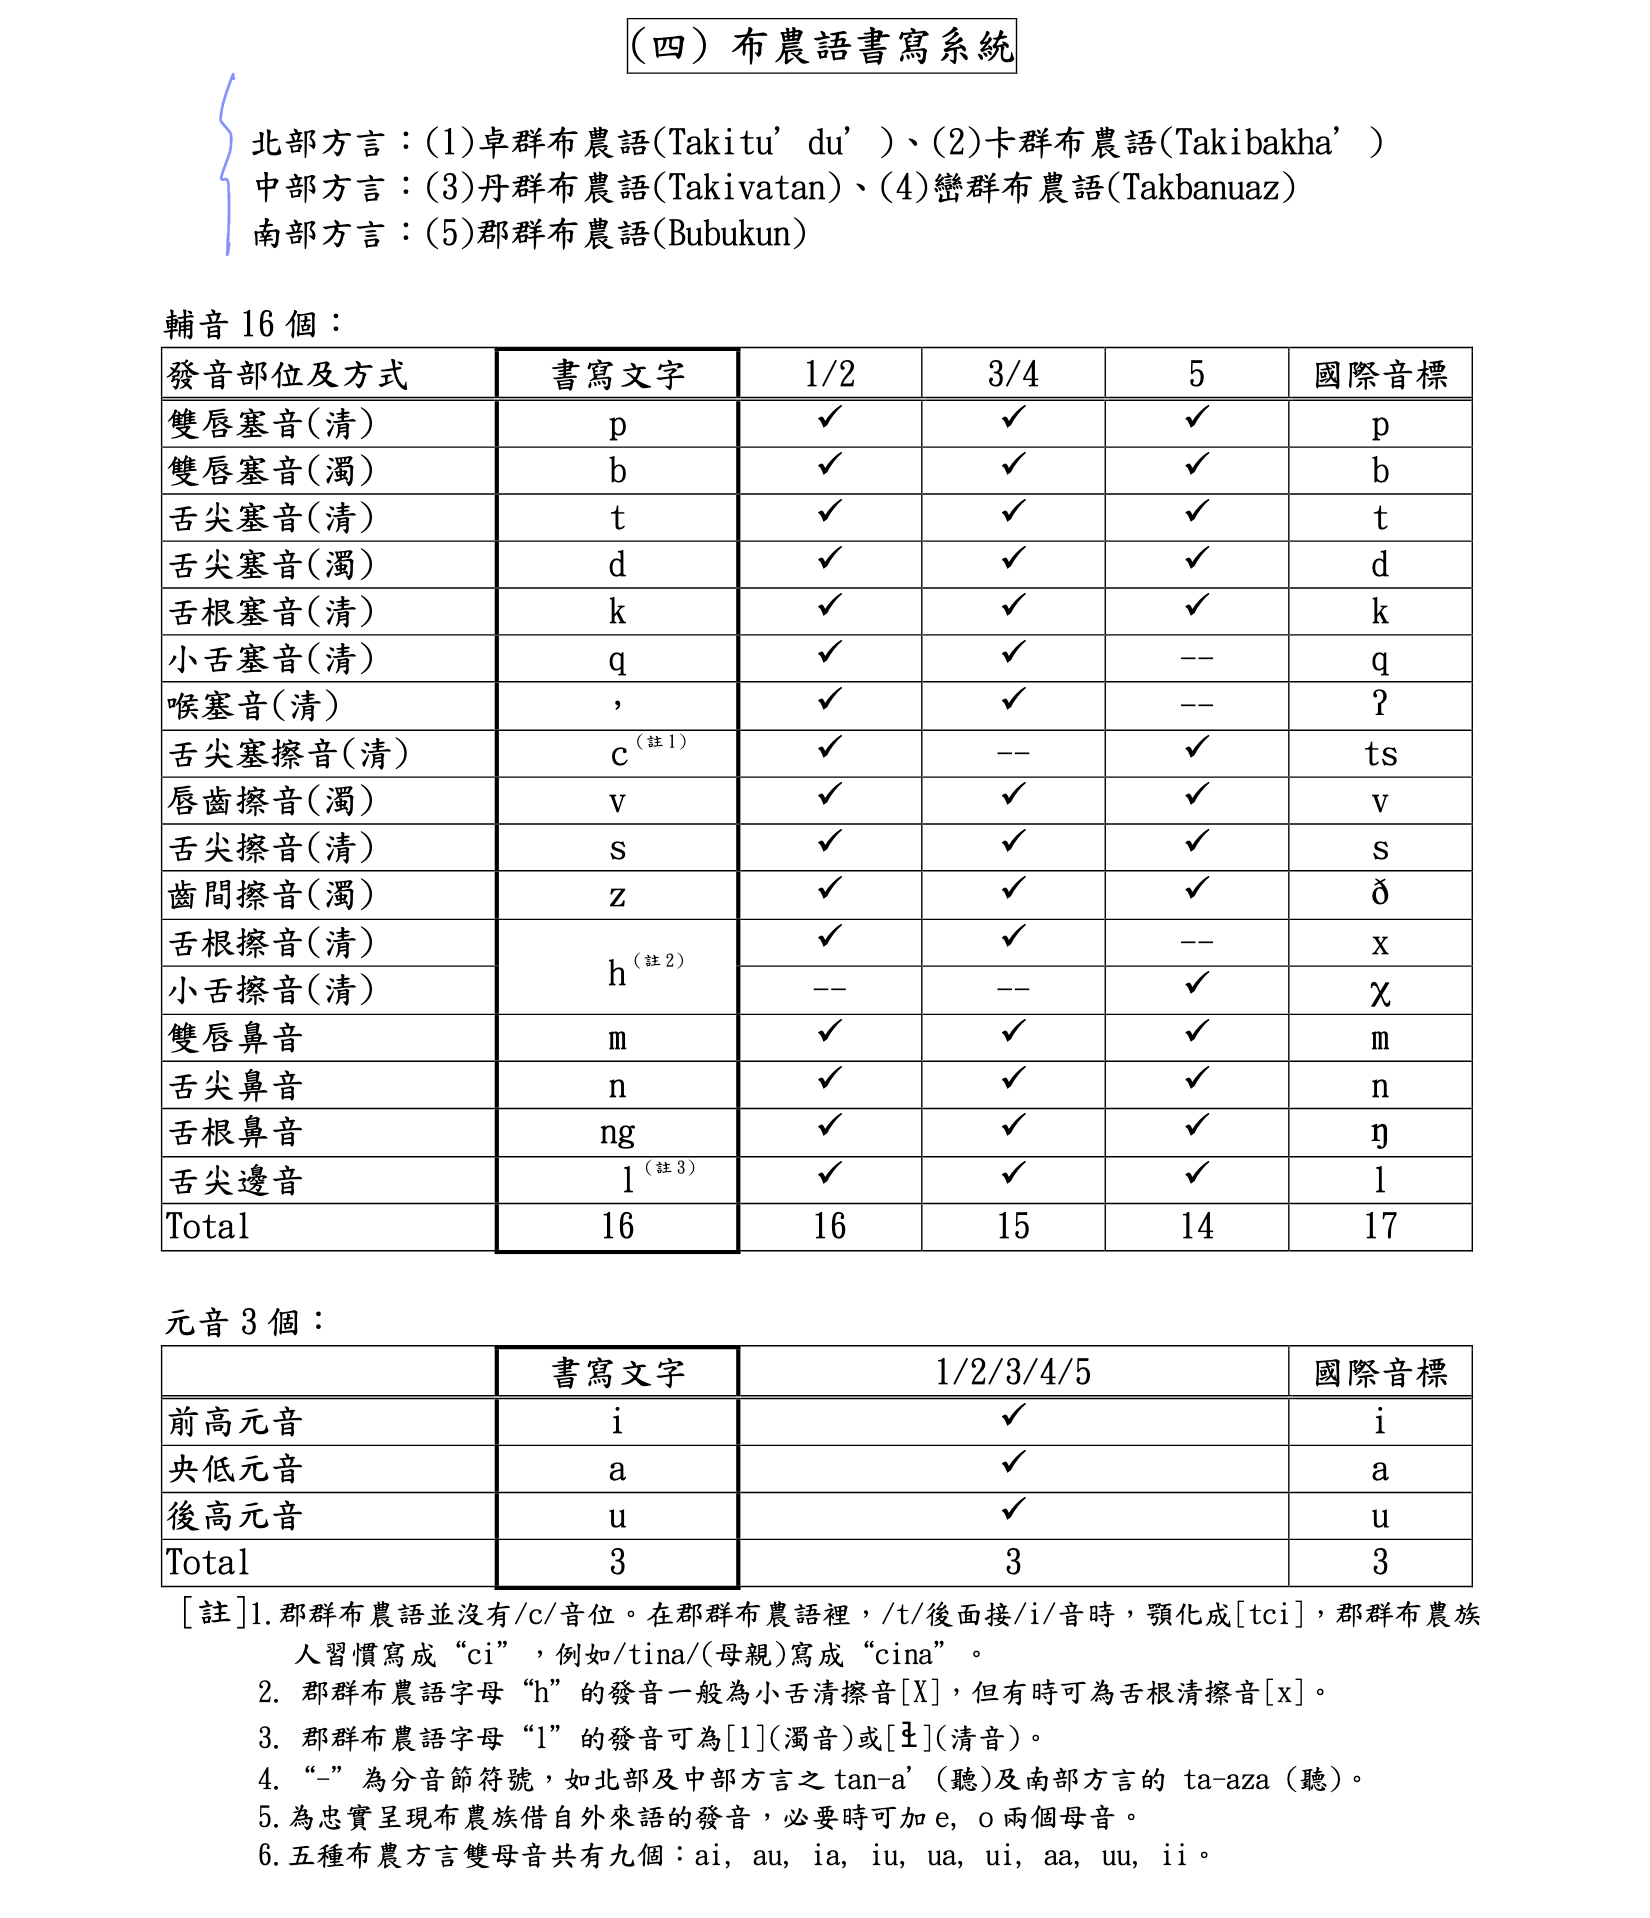 (四) 布農語書寫系統
北部方言：(1)卓群布農語(Takitu’du’)、(2)卡群布農語(Takibakha’)
中部方言：(3)丹群布農語(Takivatan)、(4)巒群布農語(Takbanuaz)
南部方言：(5)郡群布農語(Bubukun)
輔音 16 個：
發音部位及方式 書寫文字 1/2 3/4 5 國際音標
雙唇塞音(清) p ✓ ✓ ✓ p
雙唇塞音(濁) b ✓ ✓ ✓ b
舌尖塞音(清) t ✓ ✓ ✓ t
舌尖塞音(濁) d ✓ ✓ ✓ d
舌根塞音(清) k ✓ ✓ ✓ k
小舌塞音(清) q ✓ ✓ -- q
喉塞音(清) ’ ✓ ✓ -- ʔ
舌尖塞擦音(清) c(註1) ✓ -- ✓ ts
唇齒擦音(濁) v ✓ ✓ ✓ v
舌尖擦音(清) s ✓ ✓ ✓ s
齒間擦音(濁) z ✓ ✓ ✓ ð
舌根擦音(清) h(註2) ✓ ✓ -- x
小舌擦音(清) -- -- ✓ χ
雙唇鼻音 m ✓ ✓ ✓ m
舌尖鼻音 n ✓ ✓ ✓ n
舌根鼻音 ng ✓ ✓ ✓ ŋ
舌尖邊音 l(註3) ✓ ✓ ✓ l
Total 16 16 15 14 17
元音 3 個：
書寫文字 1/2/3/4/5 國際音標
前高元音 i ✓ i
央低元音 a ✓ a
後高元音 u ✓ u
Total 3 3 3
[註]1.郡群布農語並沒有/c/音位。在郡群布農語裡，/t/後面接/i/音時，顎化成[tci]，郡群布農族
人習慣寫成“ci”，例如/tina/(母親)寫成“cina”。
2. 郡群布農語字母“h”的發音一般為小舌清擦音[X]，但有時可為舌根清擦音[x]。
3. 郡群布農語字母“l”的發音可為[l](濁音)或[ɬ](清音)。
4. “-”為分音節符號，如北部及中部方言之 tan-a’(聽)及南部方言的 ta-aza (聽)。
5.為忠實呈現布農族借自外來語的發音，必要時可加 e, o 兩個母音。
6.五種布農方言雙母音共有九個：ai, au, ia, iu, ua, ui, aa, uu, ii。